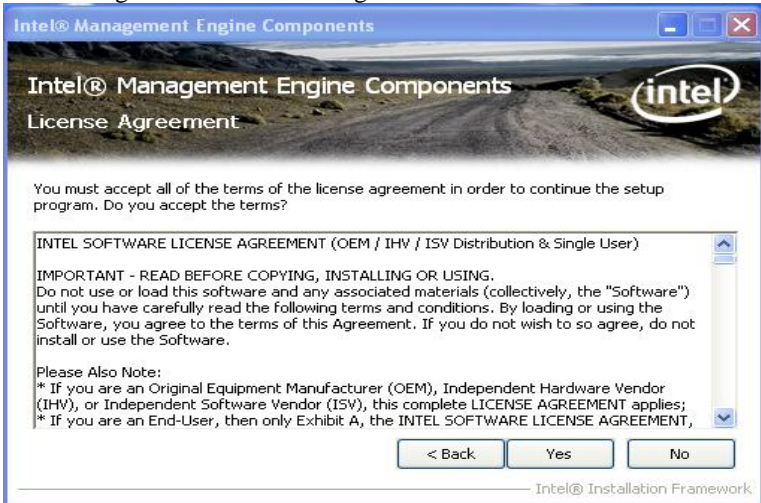 Intel® Management Engine Components
Intel® Management Engine Components
intel
License Agreement
You must accept all of the terms of the license agreement in order to continue the setup
program. Do you accept the terms?
INTEL SOFTWARE LICENSE AGREEMENT (OEM / IHV / ISV Distribution & Single User)
IMPORTANT - READ BEFORE COPYING, INSTALLING OR USING.
Do not use or load this software and any associated materials (collectively, the "Software")
until you have carefully read the following terms and conditions. By loading or using the
Software, you agree to the terms of this Agreement. If you do not wish to so agree, do not
install or use the Software.
Please Also Note:
* If you are an Original Equipment Manufacturer (OEM), Independent Hardware Vendor
(IHV), or Independent Software Vendor (ISV), this complete LICENSE AGREEMENT applies;
* If you are an End-User, then only Exhibit A, the INTEL SOFTWARE LICENSE AGREEMENT,
< Back Yes No
Intel® Installation Framework